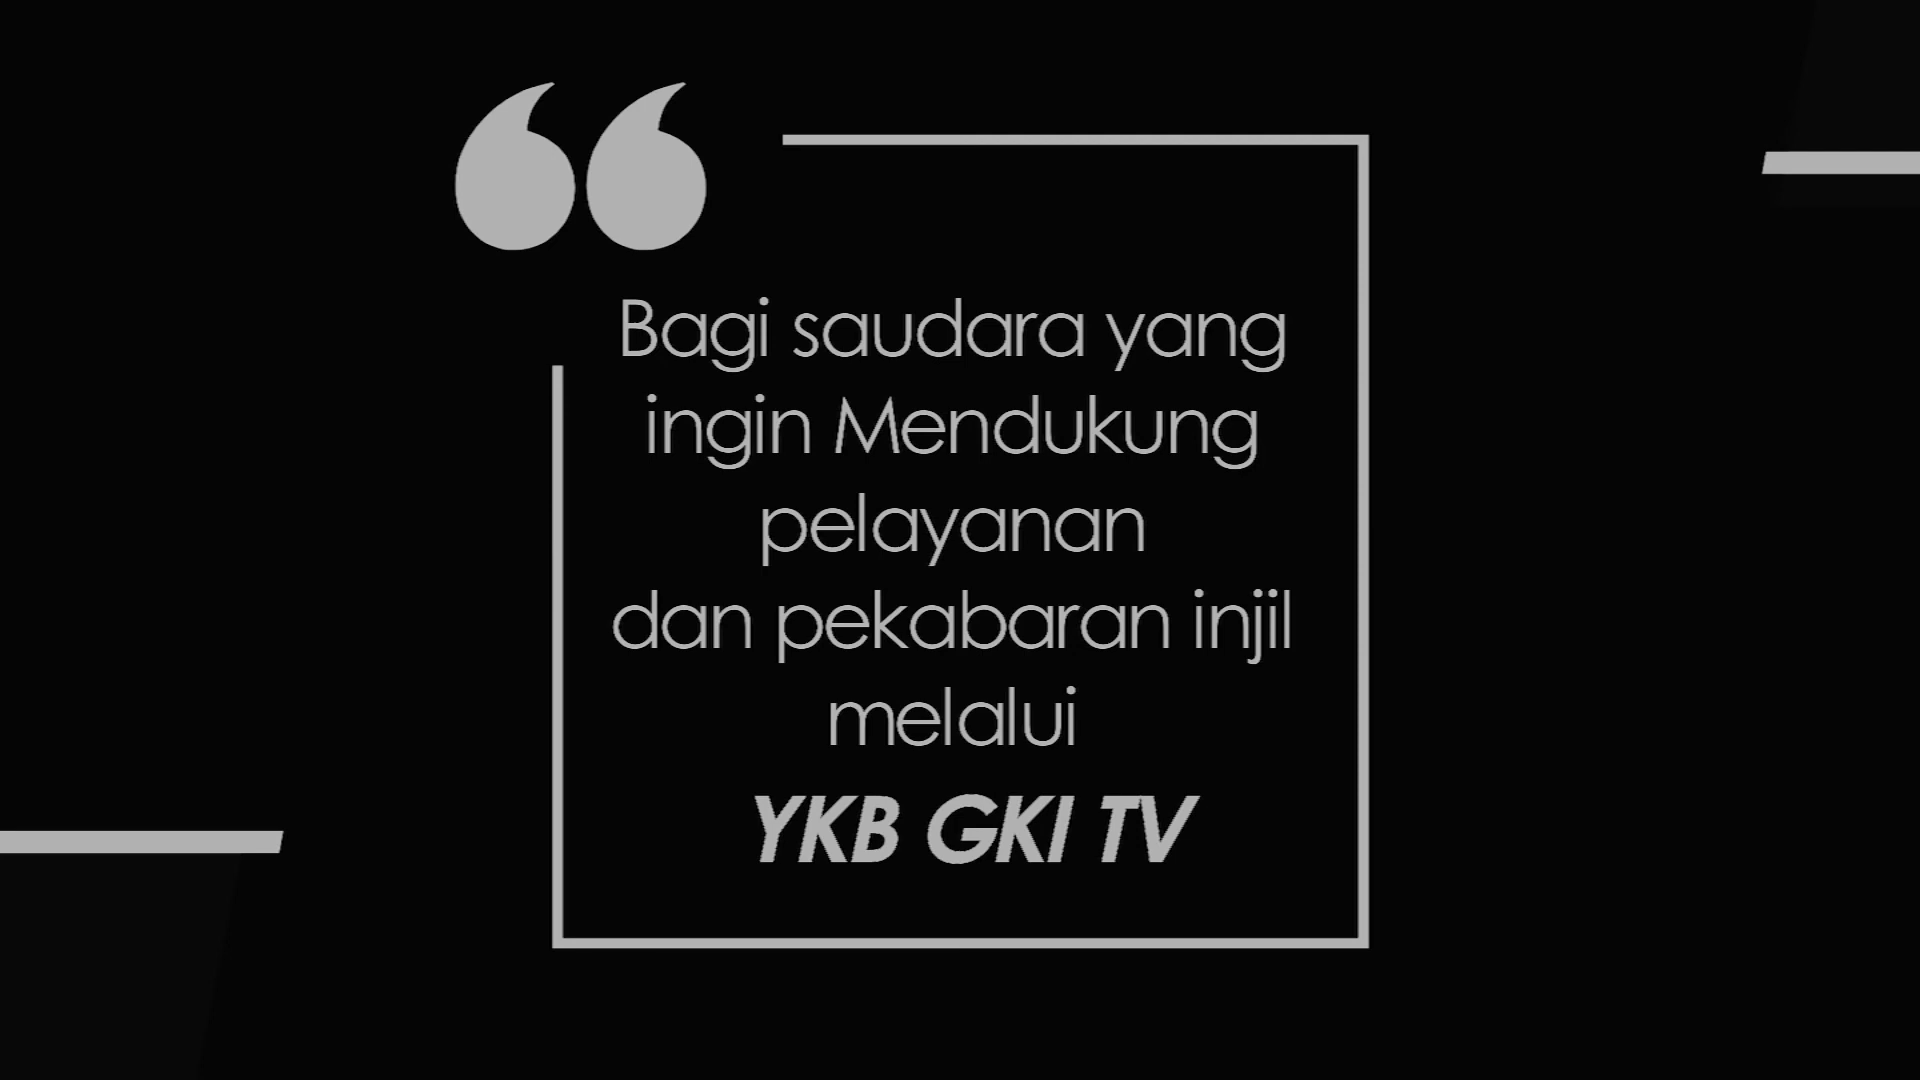 Bagi saudara yang
ingin Mendukung
pelayanan
dan pekabaran injil
melalui
YKB GKI TV